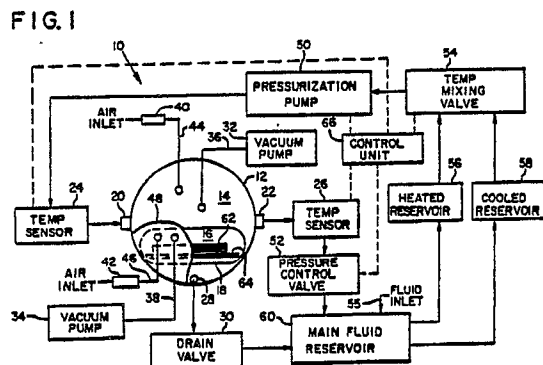 FIG. 1
10
50
PRESSURIZATION
PUMP
54
TEMP
MIXING
VALVE
AIR
INLET
40
44
32
36
VACUUM
PUMP
66
CONTROL
UNIT
12
14
56
HEATED
RESERVOIR
58
COOLED
RESERVOIR
24
TEMP
SENSOR
20
48
22
26
TEMP
SENSOR
16
62
64
18
28
52
PRESSURE
CONTROL
VALVE
55
FLUID
INLET
AIR
INLET
42
46
38
34
VACUUM
PUMP
30
DRAIN
VALVE
60
MAIN FLUID
RESERVOIR